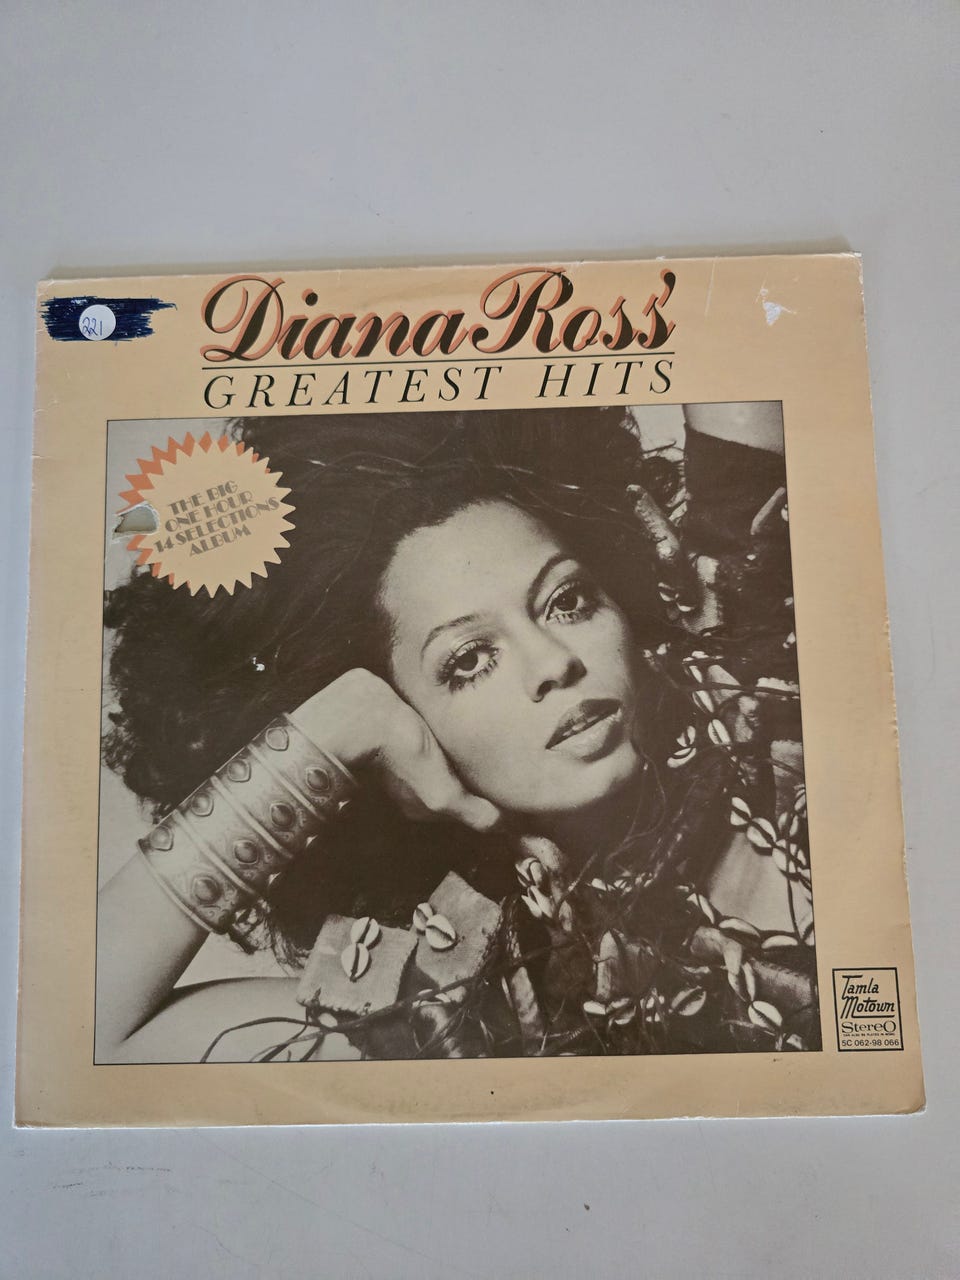 221
Diana Ross'
GREATEST HITS
THE BIG
ONE HOUR
14 SELECTIONS
ALBUM
Tamla
Motown
Stereo
5C 062-98 066